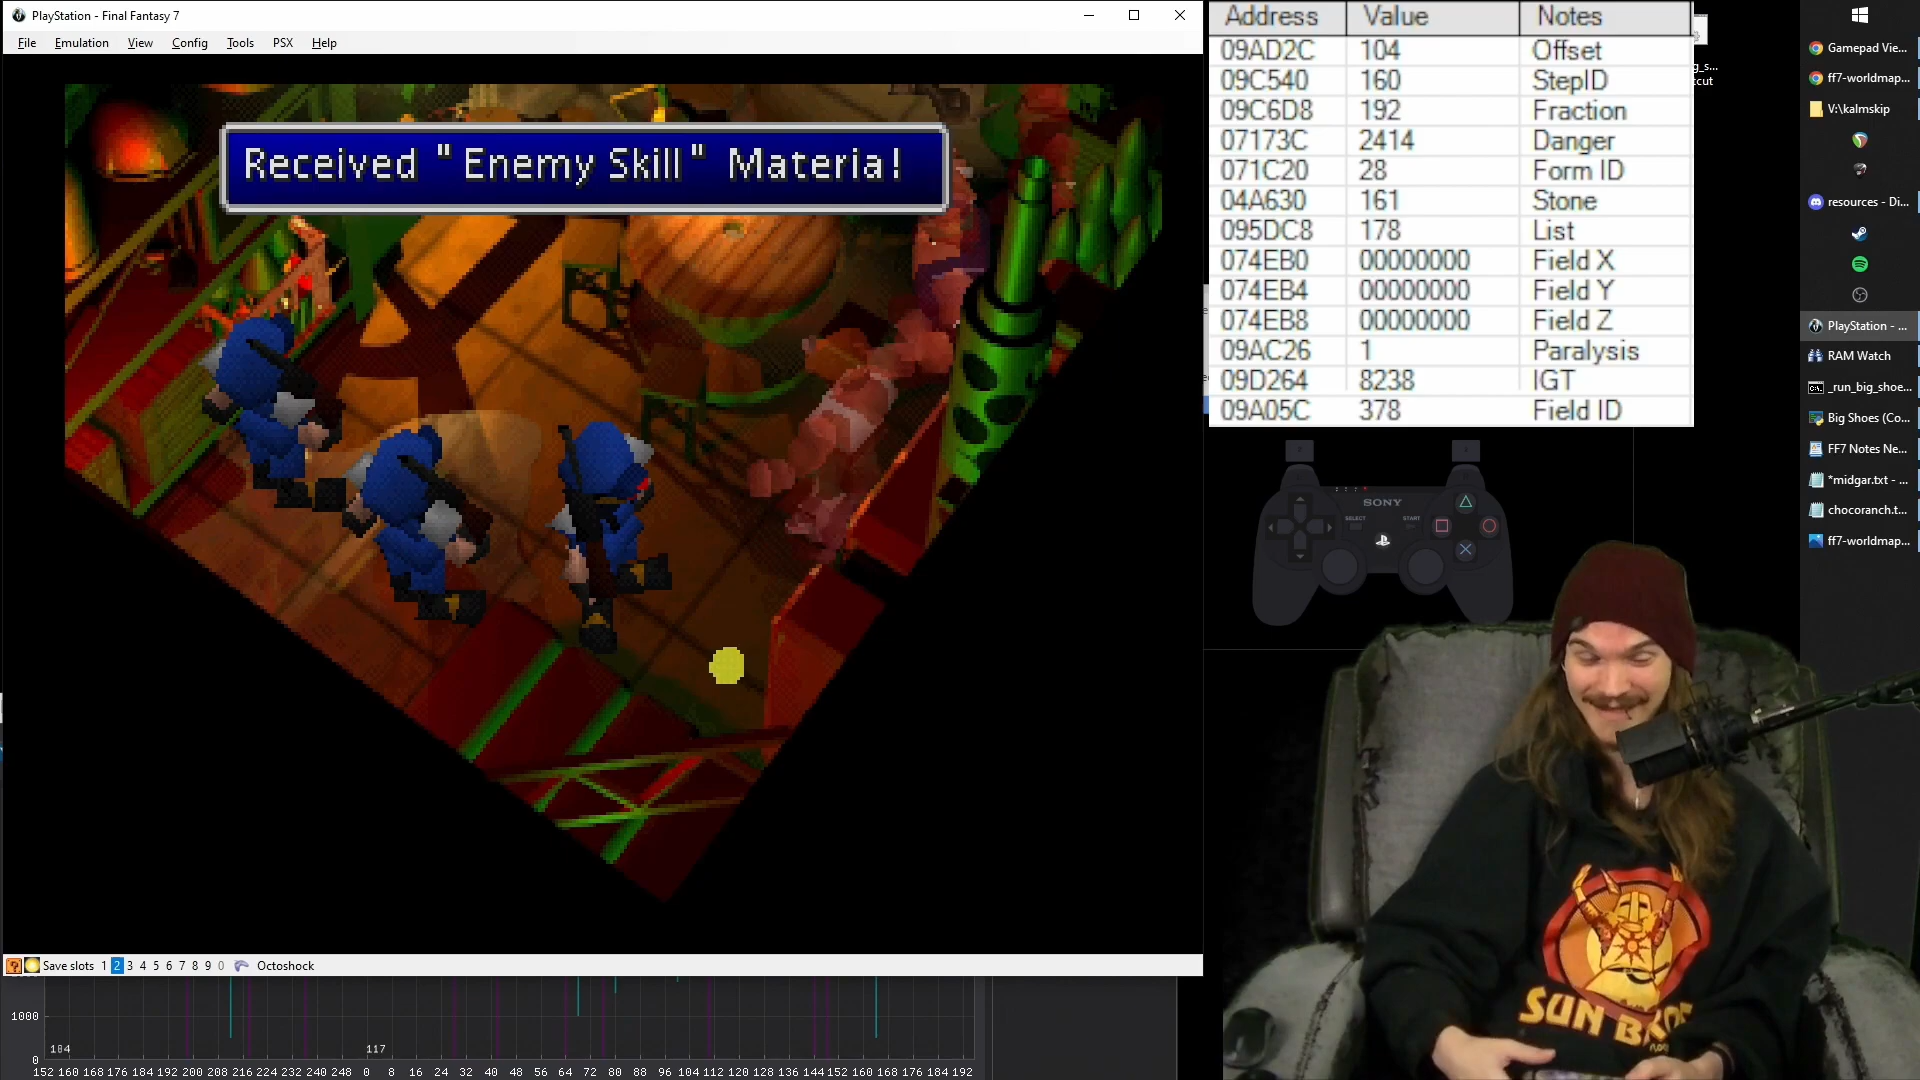 PlayStation - Final Fantasy 7
File Emulation View Config Tools PSX Help
Received "Enemy Skill" Materia!
Address Value Notes
09AD2C 104 Offset
09C540 160 StepID
09C6D8 192 Fraction
07173C 2414 Danger
071C20 28 Form ID
04A630 161 Stone
095DC8 178 List
074EB0 00000000 Field X
074EB4 00000000 Field Y
074EB8 00000000 Field Z
09AC26 1 Paralysis
09D264 8238 IGT
09A05C 378 Field ID
g_s...
cut
Gamepad Vie...
ff7-worldmap...
V:\kalmskip
resources - Di...
PlayStation - ...
RAM Watch
_run_big_shoe...
Big Shoes (Co...
FF7 Notes Ne...
*midgar.txt - ...
chocoranch.t...
ff7-worldmap...
SONY
SELECT START
SUN BR
Save slots 1 2 3 4 5 6 7 8 9 0 Octoshock
1000
104 117
0
152 160 168 176 184 192 200 208 216 224 232 240 248 0 8 16 24 32 40 48 56 64 72 80 88 96 104 112 120 128 136 144 152 160 168 176 184 192